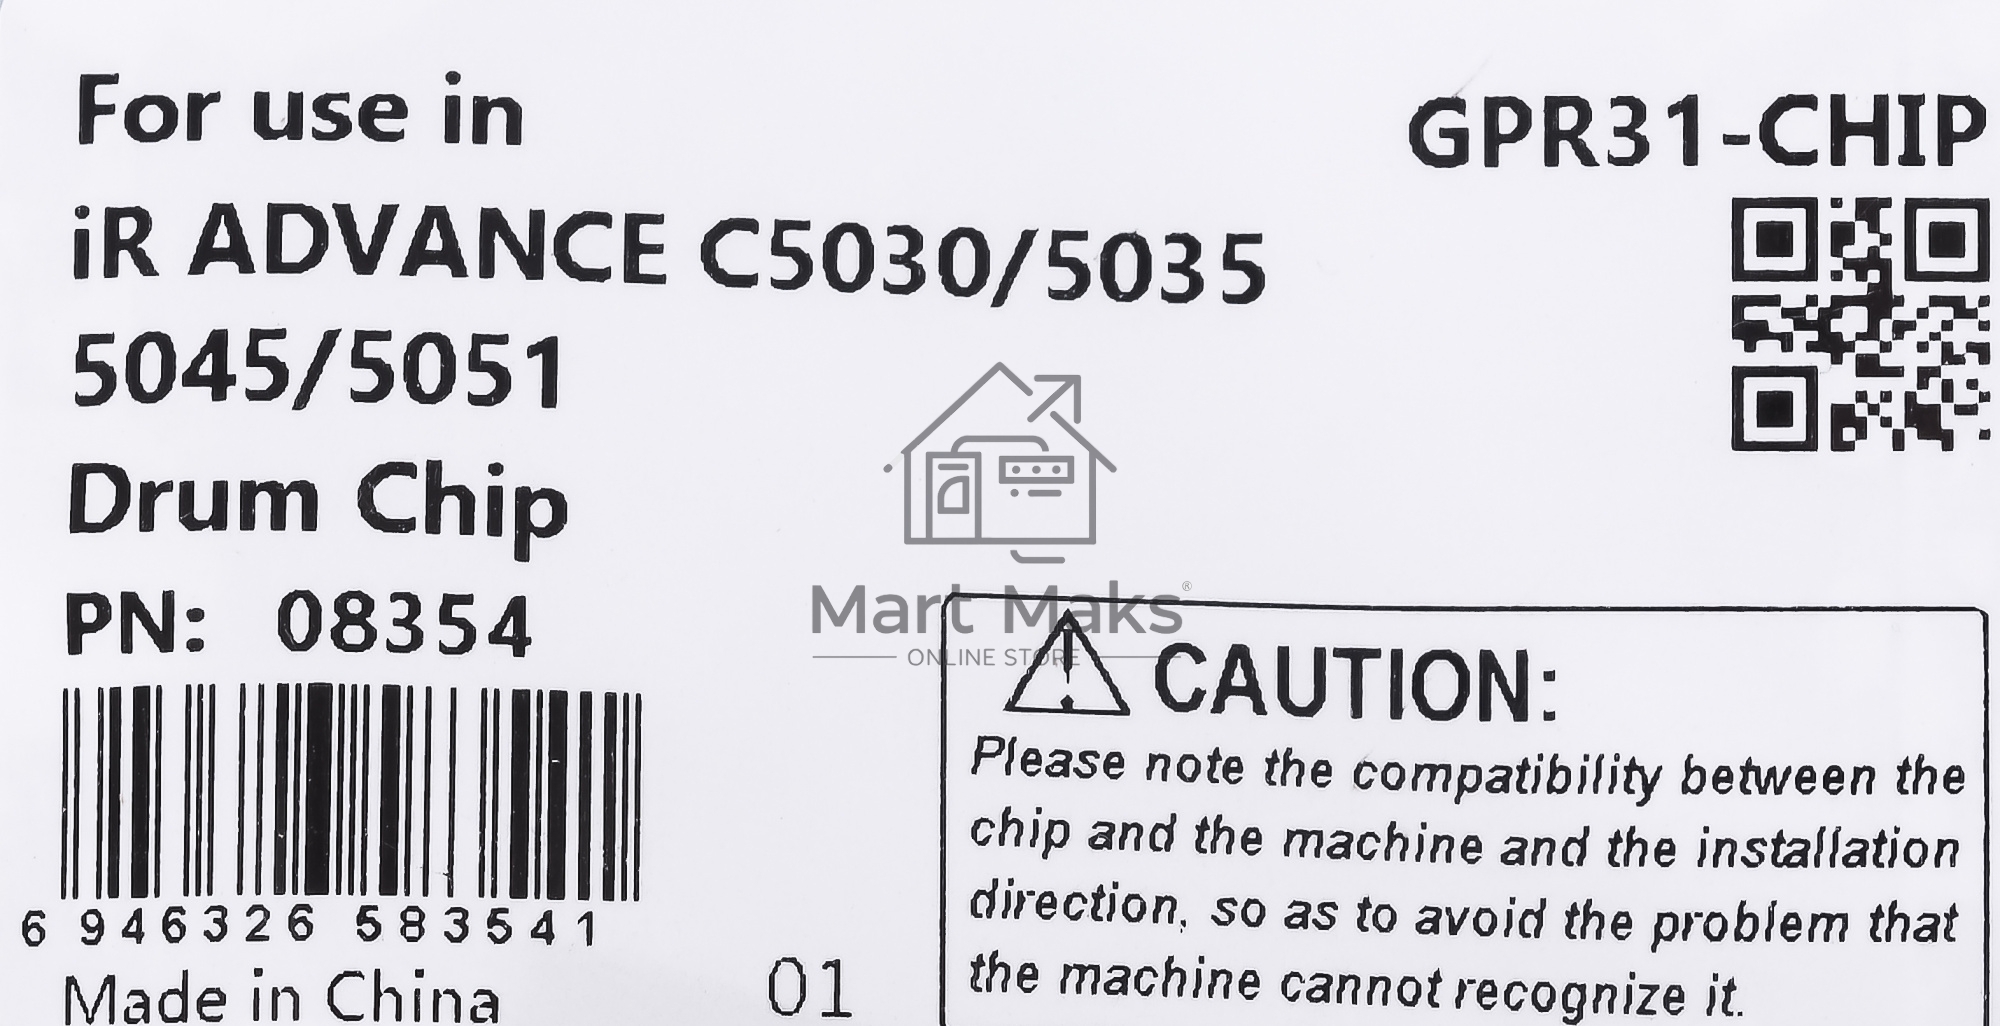 For use in
GPR31-CHIP
iR ADVANCE C5030/5035
5045/5051
Drum Chip
PN: 08354
Mart Maks®
ONLINE STORE
CAUTION:
Please note the compatibility between the
chip and the machine and the installation
direction, so as to avoid the problem that
the machine cannot recognize it.
6 946326 583541
Made in China
01